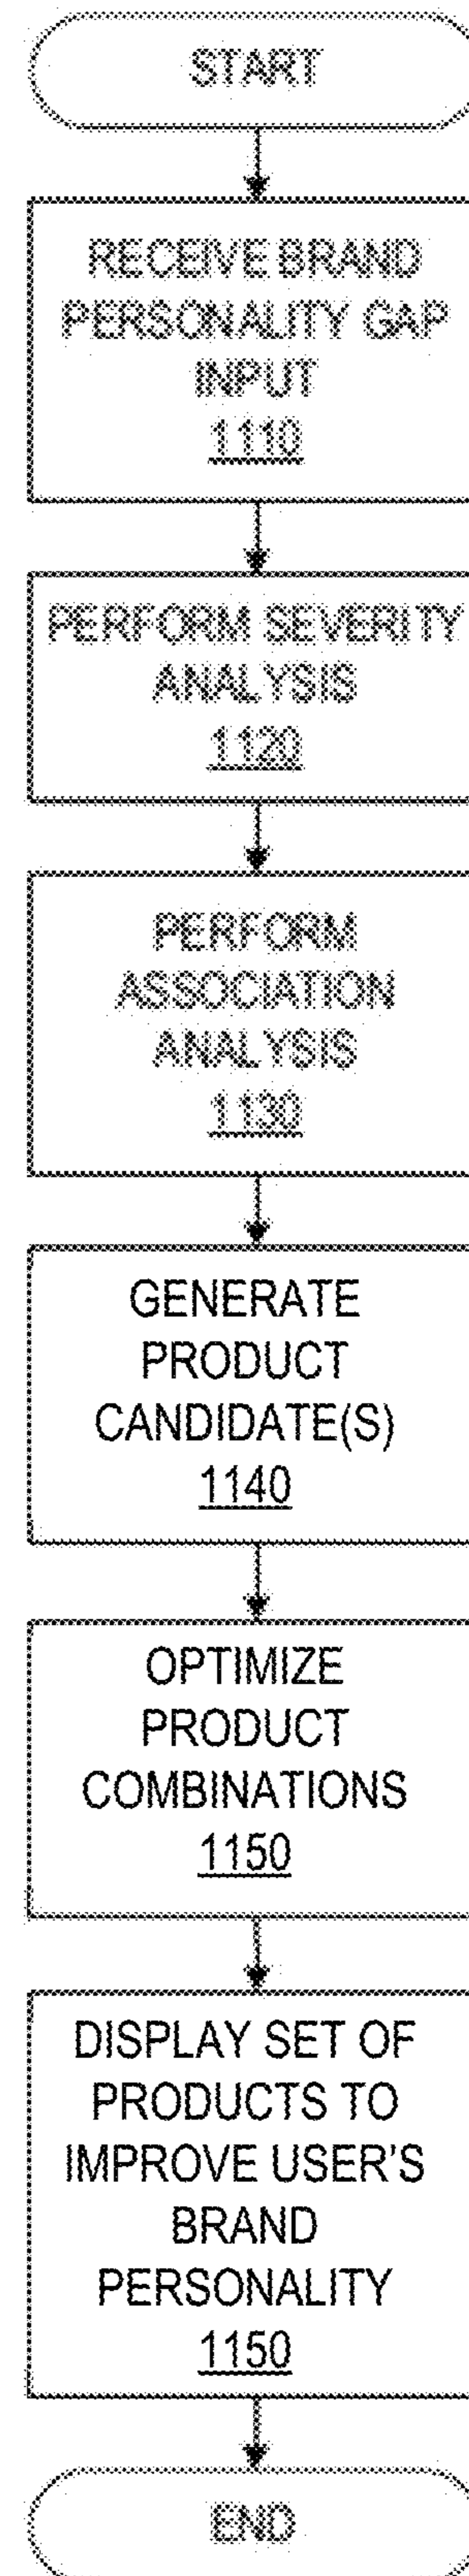 START
RECEIVE BRAND
PERSONALITY GAP
INPUT
1110
PERFORM SEVERITY
ANALYSIS
1120
PERFORM
ASSOCIATION
ANALYSIS
1130
GENERATE
PRODUCT
CANDIDATE(S)
1140
OPTIMIZE
PRODUCT
COMBINATIONS
1150
DISPLAY SET OF
PRODUCTS TO
IMPROVE USER'S
BRAND
PERSONALITY
1150
END